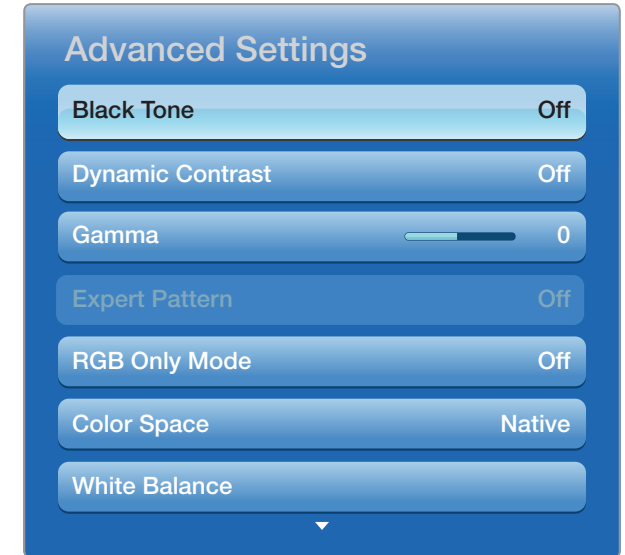 Advanced Settings
Black Tone Off
Dynamic Contrast Off
Gamma 0
Expert Pattern Off
RGB Only Mode Off
Color Space Native
White Balance